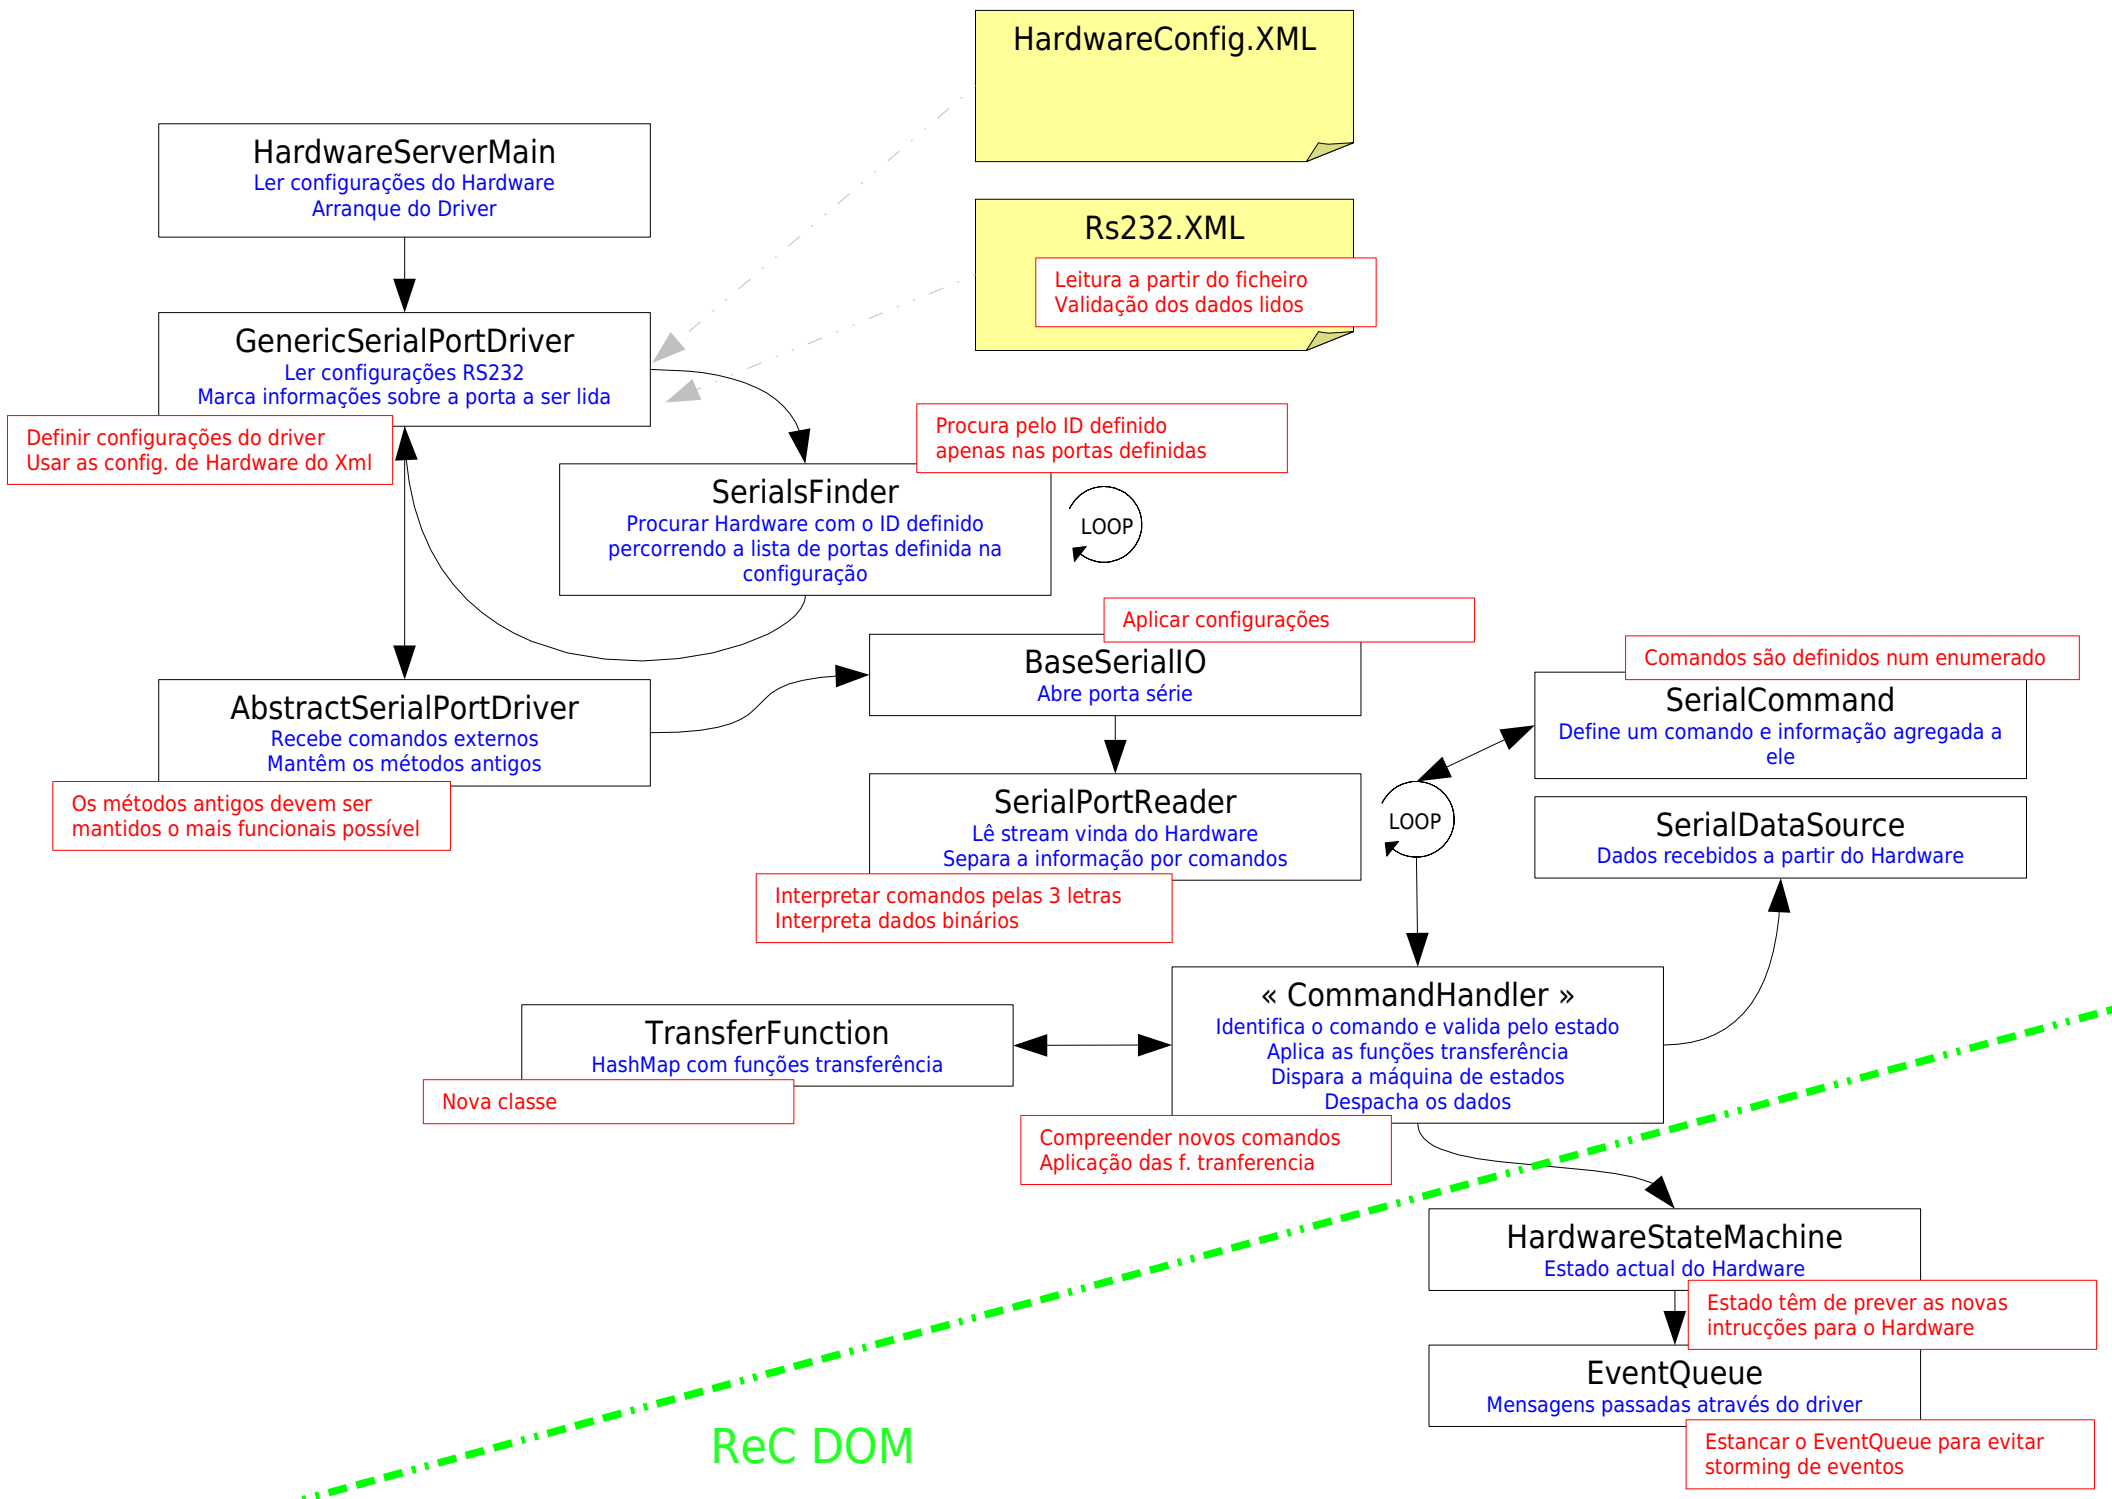 HardwareConfig.XML
HardwareServerMain
Ler configurações do Hardware
Arranque do Driver
Rs232.XML
Leitura a partir do ficheiro
Validação dos dados lidos
GenericSerialPortDriver
Ler configurações RS232
Marca informações sobre a porta a ser lida
Definir configurações do driver
Usar as config. de Hardware do Xml
Procura pelo ID definido
apenas nas portas definidas
SerialsFinder
Procurar Hardware com o ID definido
percorrendo a lista de portas definida na
configuração
LOOP
Aplicar configurações
BaseSerialIO
Abre porta série
Comandos são definidos num enumerado
SerialCommand
Define um comando e informação agregada a
ele
AbstractSerialPortDriver
Recebe comandos externos
Mantêm os métodos antigos
Os métodos antigos devem ser
mantidos o mais funcionais possível
SerialPortReader
Lê stream vinda do Hardware
Separa a informação por comandos
Interpretar comandos pelas 3 letras
Interpreta dados binários
LOOP
SerialDataSource
Dados recebidos a partir do Hardware
« CommandHandler »
Identifica o comando e valida pelo estado
Aplica as funções transferência
Dispara a máquina de estados
Despacha os dados
Compreender novos comandos
Aplicação das f. tranferencia
TransferFunction
HashMap com funções transferência
Nova classe
HardwareStateMachine
Estado actual do Hardware
Estado têm de prever as novas
intrucções para o Hardware
EventQueue
Mensagens passadas através do driver
Estancar o EventQueue para evitar
storming de eventos
ReC DOM